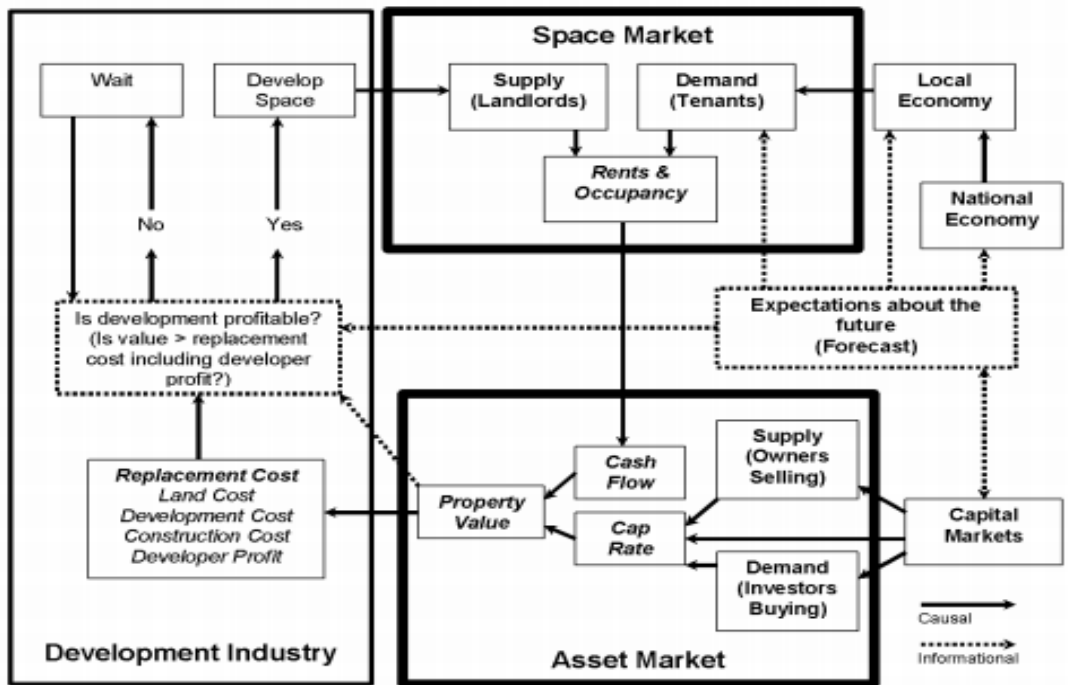 Space Market
Wait
Develop
Space
Supply
(Landlords)
Demand
(Tenants)
Local
Economy
Rents &
Occupancy
National
Economy
No
Yes
Is development profitable?
(Is value > replacement
cost including developer
profit?)
Expectations about the
future
(Forecast)
Replacement Cost
Land Cost
Development Cost
Construction Cost
Developer Profit
Property
Value
Cash
Flow
Cap
Rate
Supply
(Owners
Selling)
Demand
(Investors
Buying)
Capital
Markets
Causal
Informational
Development Industry
Asset Market